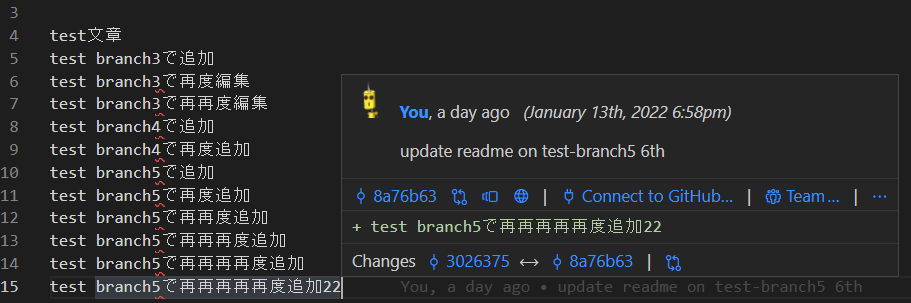 3
4 test文章
5 test branch3で追加
6 test branch3で再度編集
7 test branch3で再再度編集
8 test branch4で追加
9 test branch4で再度追加
10 test branch5で追加
11 test branch5で再度追加
12 test branch5で再再度追加
13 test branch5で再再再度追加
14 test branch5で再再再再度追加
15 test branch5で再再再再再度追加22 You, a day ago • update readme on test-branch5 6th
You, a day ago (January 13th, 2022 6:58pm)
update readme on test-branch5 6th
8a76b63 | Connect to GitHub... | Team... | ...
+ test branch5で再再再再再度追加22
Changes 3026375 ↔ 8a76b63 |